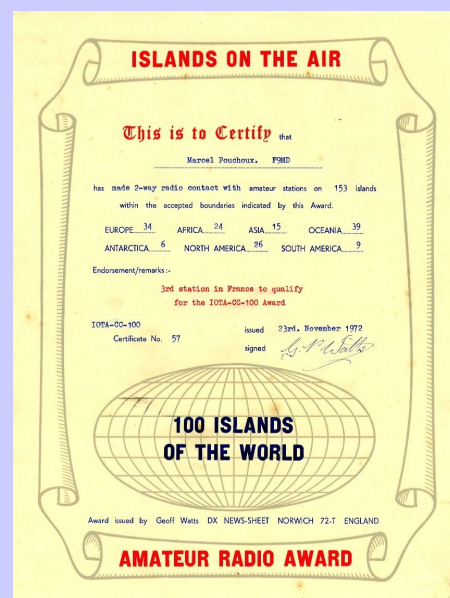 ISLANDS ON THE AIR
This is to Certify that
Marcel Pouchoux. F9MD
has made 2-way radio contact with amateur stations on 153 islands
within the accepted boundaries indicated by this Award.
EUROPE 34 AFRICA 24 ASIA 15 OCEANIA 39
ANTARCTICA 6 NORTH AMERICA 26 SOUTH AMERICA 9
Endorsement/remarks:-
3rd station in France to qualify
for the IOTA-CC-100 Award
IOTA-CC-100
Certificate No. 57
issued 23rd. November 1972
signed G. P. Watts
100 ISLANDS
OF THE WORLD
Award issued by Geoff Watts DX NEWS-SHEET NORWICH 72-T ENGLAND
AMATEUR RADIO AWARD